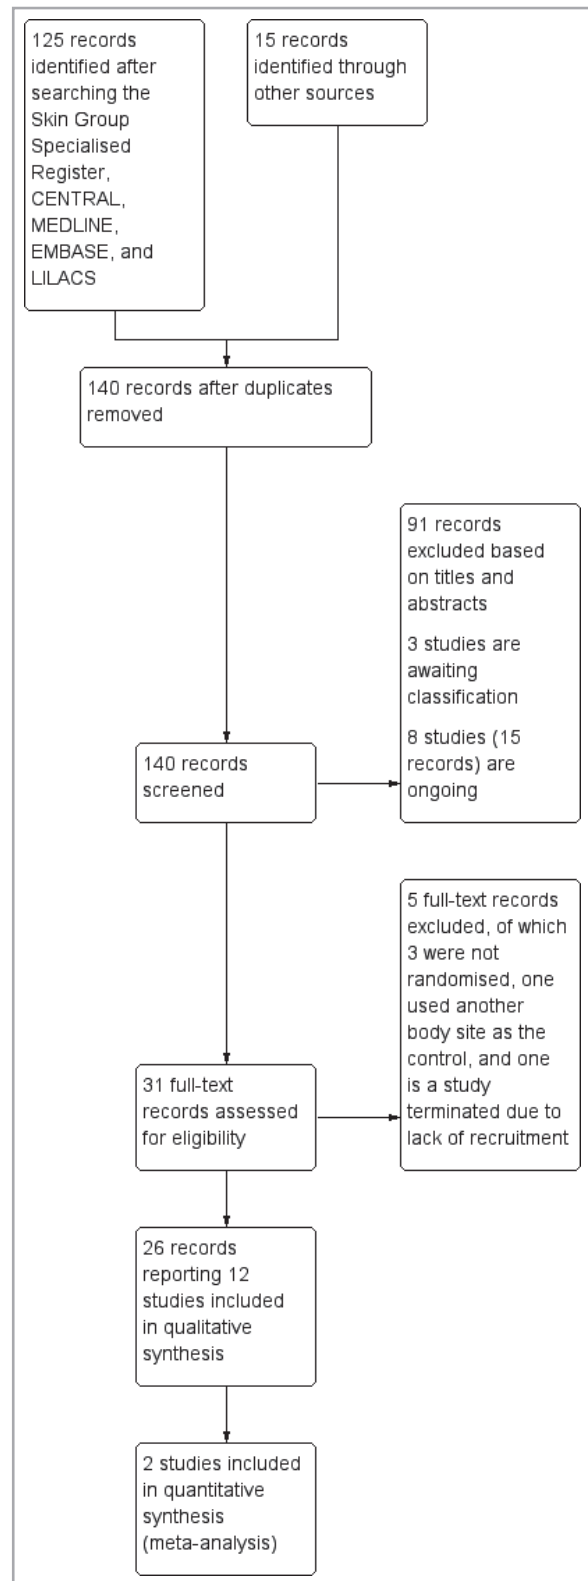 125 records
identified after
searching the
Skin Group
Specialised
Register,
CENTRAL,
MEDLINE,
EMBASE, and
LILACS
15 records
identified through
other sources
140 records after duplicates
removed
91 records
excluded based
on titles and
abstracts
3 studies are
awaiting
classification
8 studies (15
records) are
ongoing
140 records
screened
5 full-text records
excluded, of which
3 were not
randomised, one
used another
body site as the
control, and one
is a study
terminated due to
lack of recruitment
31 full-text
records assessed
for eligibility
26 records
reporting 12
studies included
in qualitative
synthesis
2 studies included
in quantitative
synthesis
(meta-analysis)